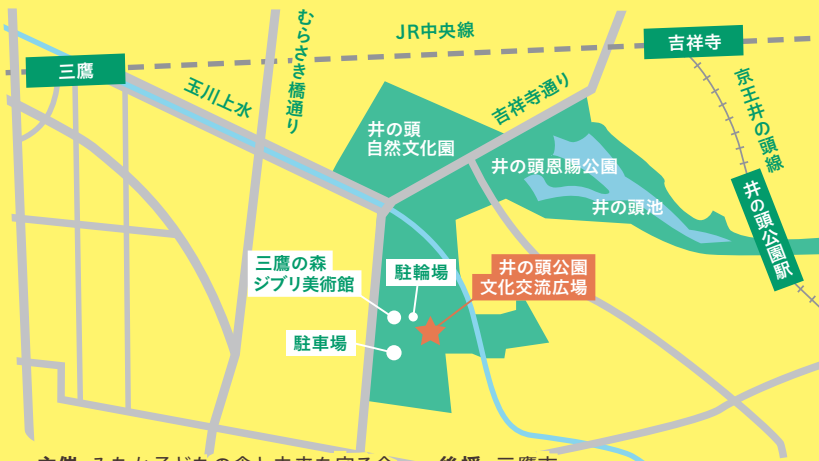 JR中央線
三鷹
吉祥寺
むらさき橋通り
玉川上水
吉祥寺通り
京王井の頭線
井の頭
自然文化園
井の頭恩賜公園
井の頭池
井の頭公園駅
三鷹の森
ジブリ美術館
駐輪場
井の頭公園
文化交流広場
駐車場